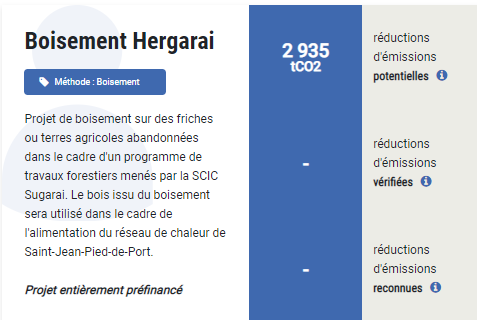 Boisement Hergarai
Méthode : Boisement
Projet de boisement sur des friches
ou terres agricoles abandonnées
dans le cadre d'un programme de
travaux forestiers menés par la SCIC
Sugarai. Le bois issu du boisement
sera utilisé dans le cadre de
l'alimentation du réseau de chaleur de
Saint-Jean-Pied-de-Port.
Projet entièrement préfinancé
2 935
tCO2
réductions
d'émissions
potentielles
-
réductions
d'émissions
vérifiées
-
réductions
d'émissions
reconnues